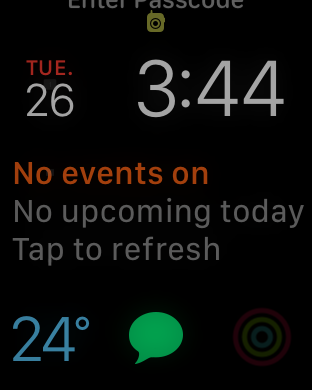 Enter Passcode
TUE.
26
3:44
No events on
No upcoming today
Tap to refresh
24°